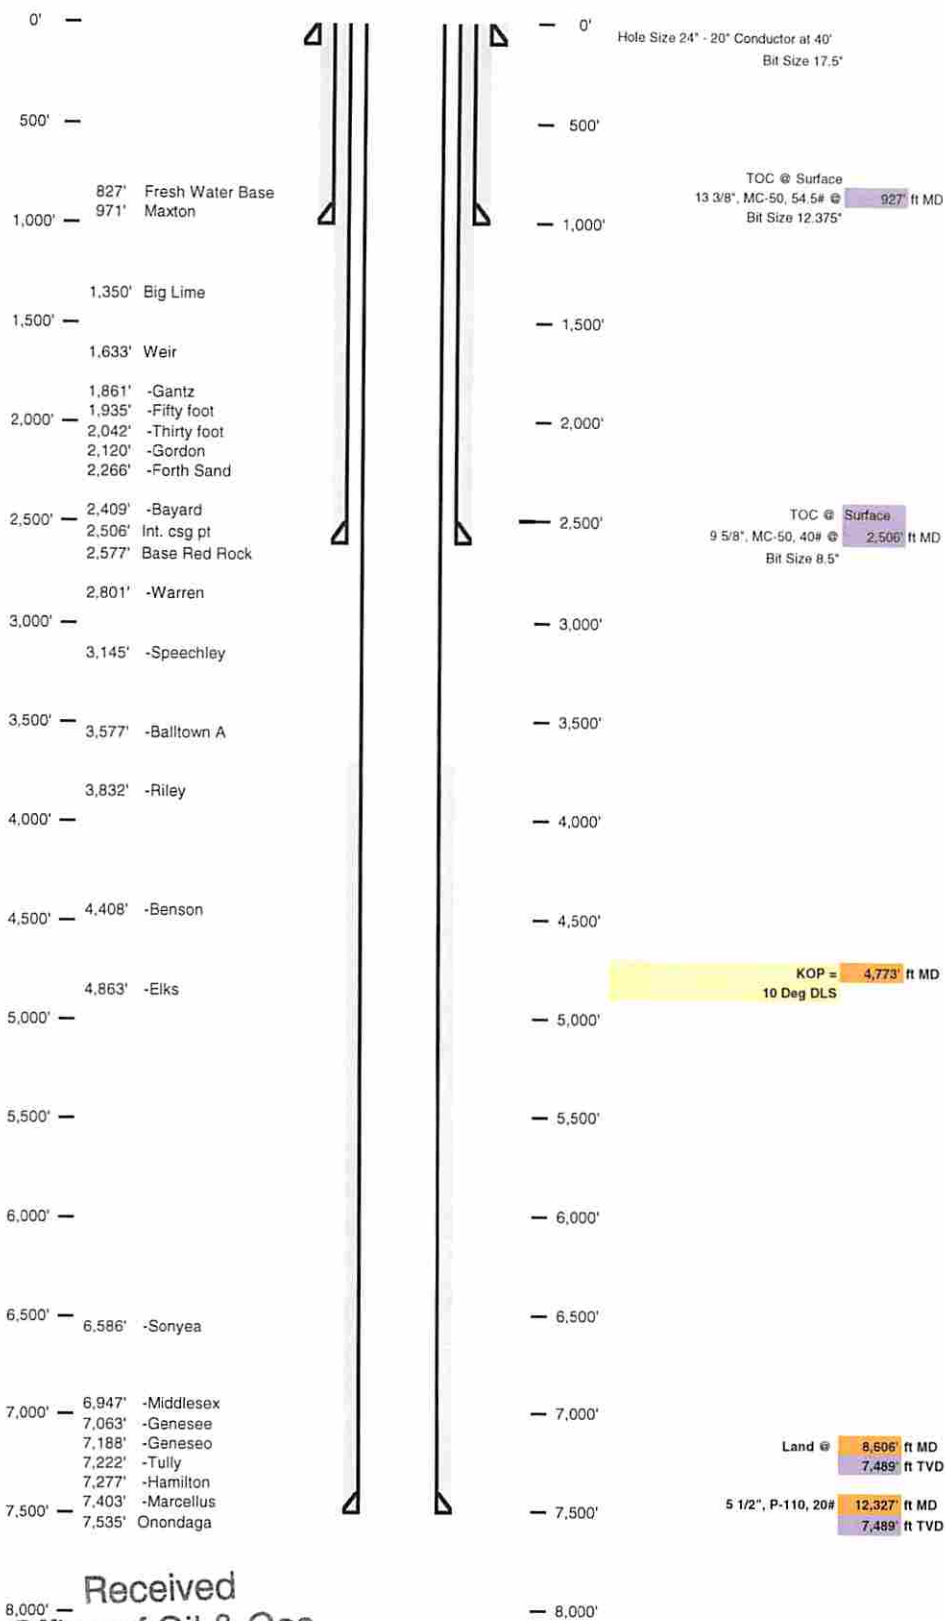 0' 0'
Hole Size 24" - 20" Conductor at 40'
Bit Size 17.5"
500' 500'
TOC @ Surface
827' Fresh Water Base
13 3/8", MC-50, 54.5# @ 927' ft MD
971' Maxton
Bit Size 12.375"
1,000' 1,000'
1,350' Big Lime
1,500' 1,500'
1,633' Weir
1,861' -Gantz
1,935' -Fifty foot
2,000' 2,000'
2,042' -Thirty foot
2,120' -Gordon
2,266' -Forth Sand
2,409' -Bayard
TOC @ Surface
2,500' 2,500'
2,506' Int. csg pt
9 5/8", MC-50, 40# @ 2,506' ft MD
2,577' Base Red Rock
Bit Size 8.5"
2,801' -Warren
3,000' 3,000'
3,145' -Speechley
3,500' 3,500'
3,577' -Balltown A
3,832' -Riley
4,000' 4,000'
4,408' -Benson
4,500' 4,500'
KOP = 4,773' ft MD
4,863' -Elks
10 Deg DLS
5,000' 5,000'
5,500' 5,500'
6,000' 6,000'
6,500' 6,500'
6,586' -Sonyea
6,947' -Middlesex
7,000' 7,000'
7,063' -Genesee
7,188' -Geneseo
Land @ 8,606' ft MD
7,222' -Tully
7,489' ft TVD
7,277' -Hamilton
7,403' -Marcellus
5 1/2", P-110, 20# 12,327' ft MD
7,500' 7,500'
7,535' Onondaga
7,489' ft TVD
Received
8,000' 8,000'
of Oil & Gas